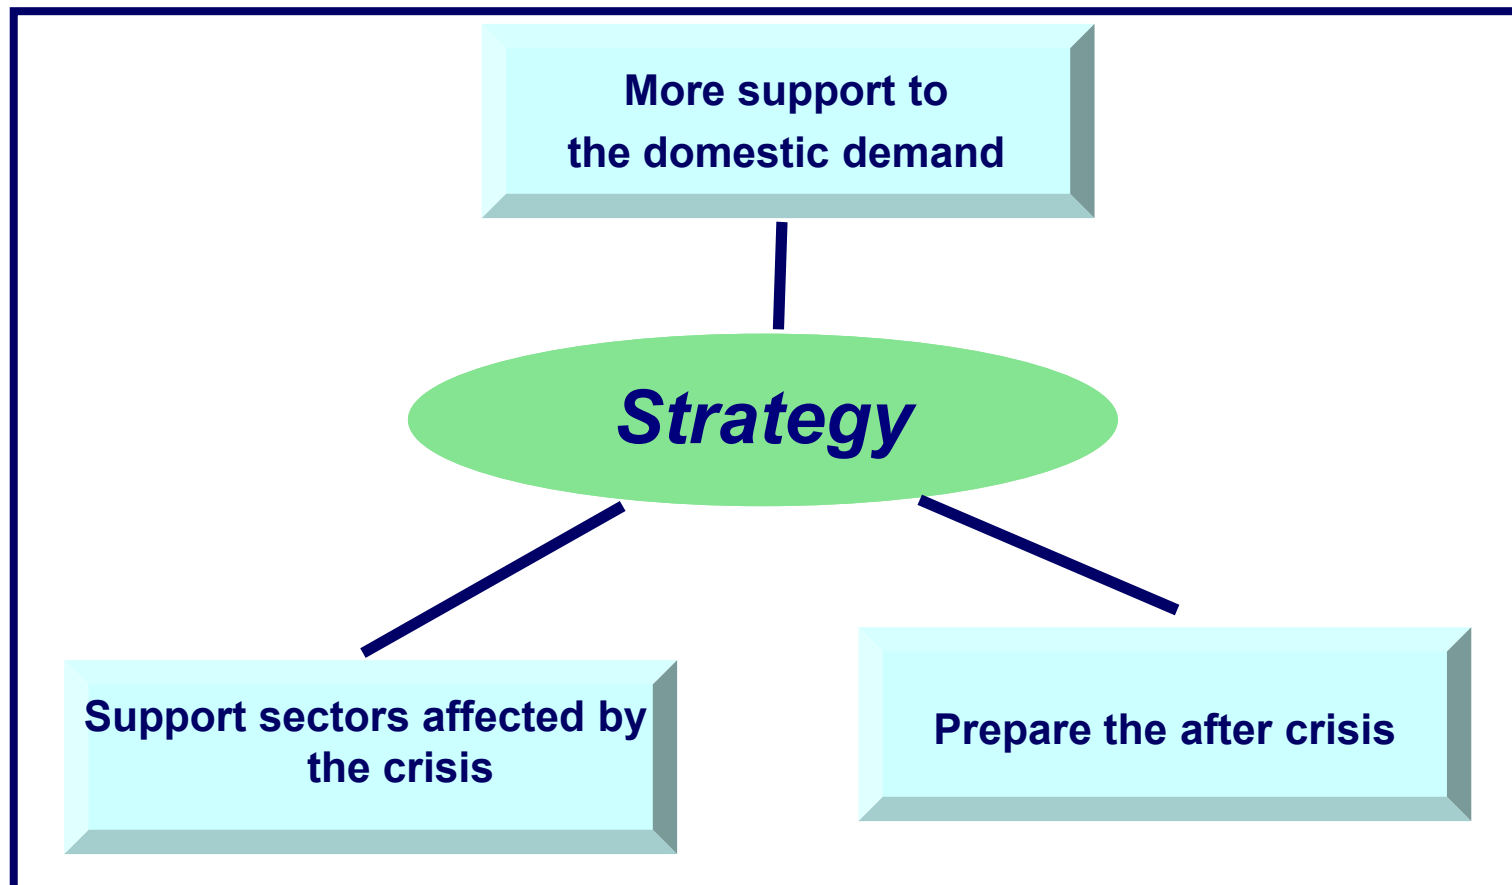 More support to
the domestic demand
Strategy
Support sectors affected by
the crisis
Prepare the after crisis